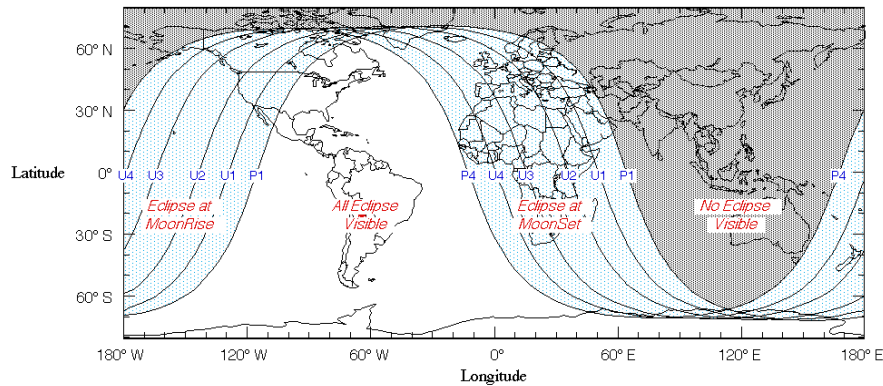 60° N
30° N
Latitude
0°
30° S
60° S
U4 U3 U2 U1 P1 P4 U4 U3 U2 U1 P1 P4
Eclipse at
MoonRise
All Eclipse
Visible
Eclipse at
MoonSet
No Eclipse
Visible
180° W 120° W 60° W 0° 60° E 120° E 180° E
Longitude